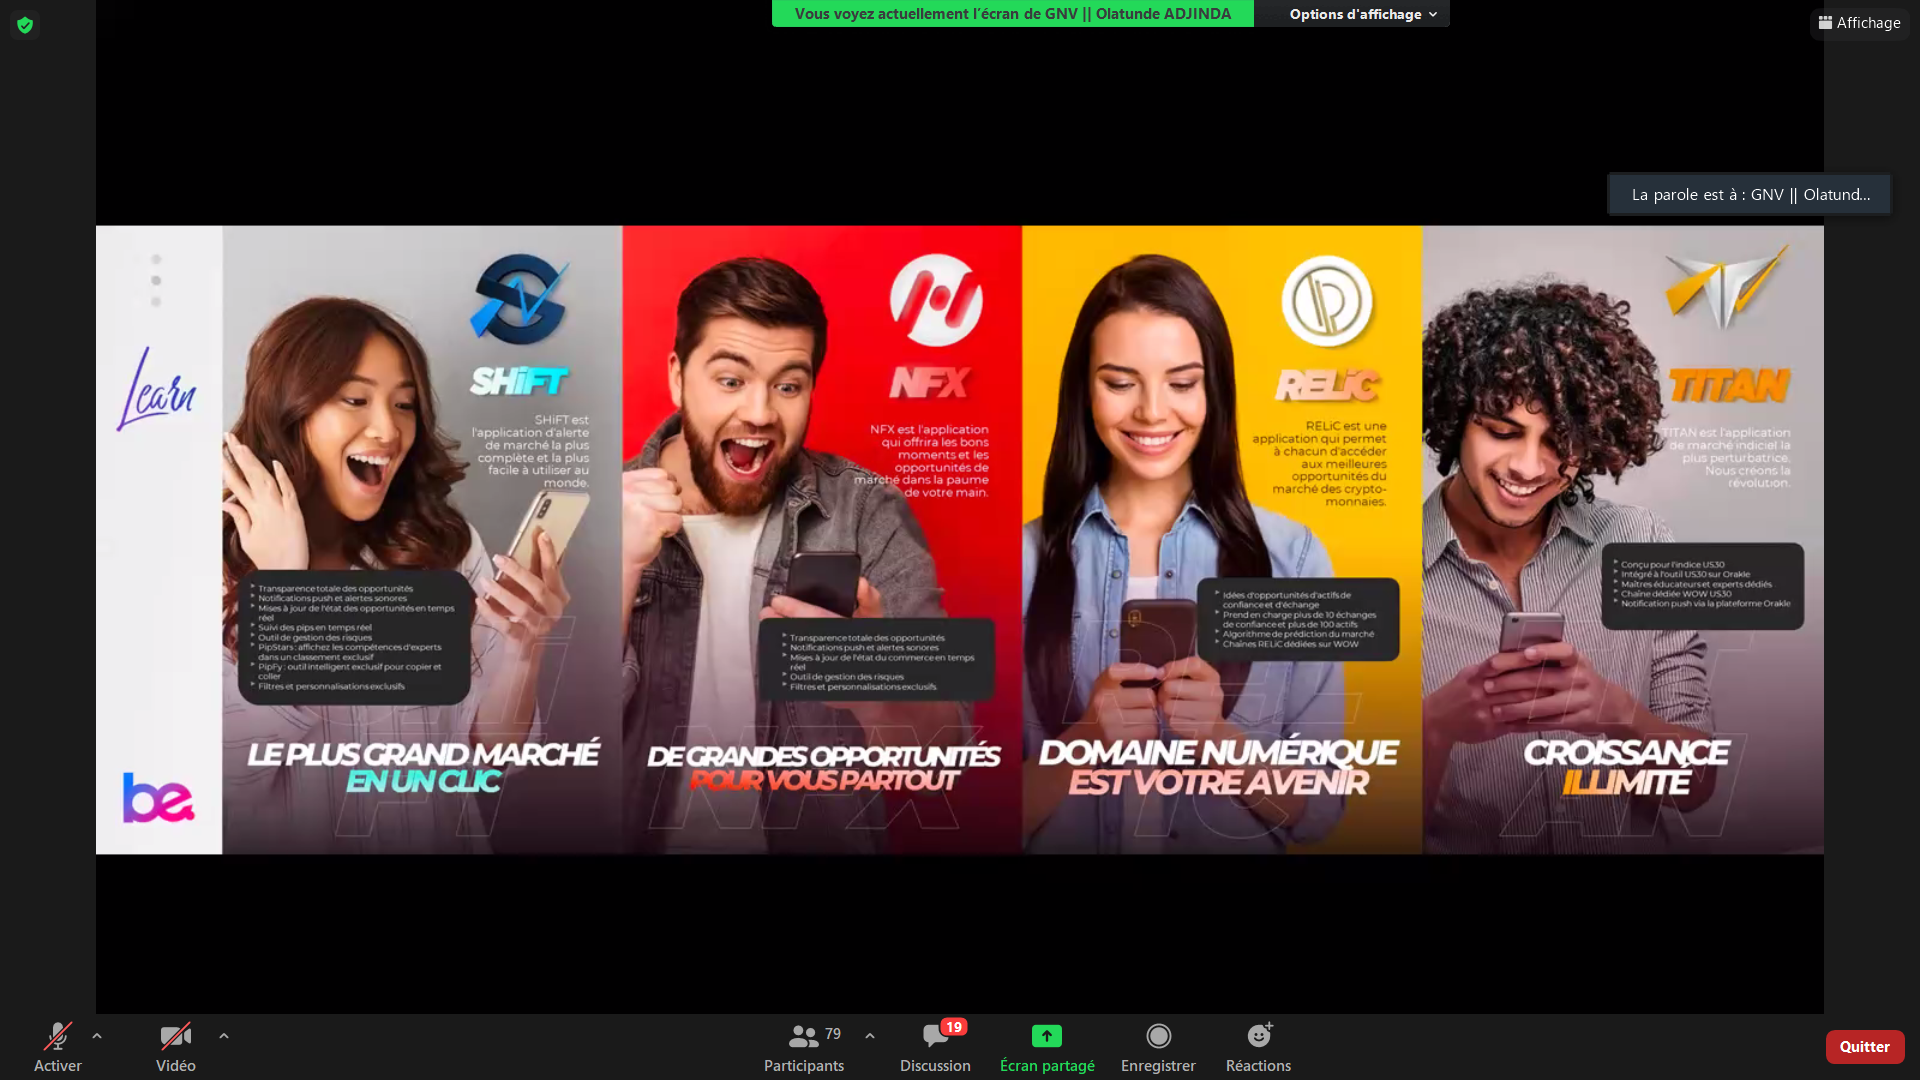 Vous voyez actuellement l'écran de GNV || Olatunde ADJINDA
Options d'affichage
Affichage
La parole est à : GNV || Olatund...
Learn
be
SHiFT
SHiFT est
l'application d'alerte
de marché la plus
complète et la plus
facile à utiliser au
monde.
* Transparence totale des opportunités
* Notifications push et alertes sonores
* Mises à jour de l'état des opportunités en temps
réel
* Suivi des pips en temps réel
* Outil de gestion des risques
* PipStars : affichez les compétences d'experts
dans un classement exclusif
* PipFy : outil intelligent exclusif pour copier et
coller
* Filtres et personnalisations exclusifs
LE PLUS GRAND MARCHÉ
EN UN CLIC
NFX
NFX est l'application
qui offrira les bons
moments et les
opportunités de
marché dans la paume
de votre main.
* Transparence totale des opportunités
* Notifications push et alertes sonores
* Mises à jour de l'état du commerce en temps
réel
* Outil de gestion des risques
* Filtres et personnalisations exclusifs
DE GRANDES OPPORTUNITÉS
POUR VOUS PARTOUT
RELiC
RELiC est une
application qui permet
à chacun d'accéder
aux meilleures
opportunités du
marché des crypto-
monnaies.
* Idées d'opportunités d'actifs de
confiance et d'échange
* Prend en charge plus de 10 échanges
de confiance et plus de 100 actifs
* Algorithme de prédiction du marché
* Chaînes RELiC dédiées sur WOW
DOMAINE NUMÉRIQUE
EST VOTRE AVENIR
TITAN
TITAN est l'application
de marché indiciel la
plus perturbatrice.
Nous creons la
révolution.
* Conçu pour l'indice US30
* Intégré à l'outil US30 sur Orakle
* Maîtres éducateurs et experts dédiés
* Chaîne dédiée WOW US30
* Notification push via la plateforme Orakle
CROISSANCE
ILLIMITÉ
Activer
Vidéo
79
Participants
19
Discussion
Écran partagé
Enregistrer
Réactions
Quitter